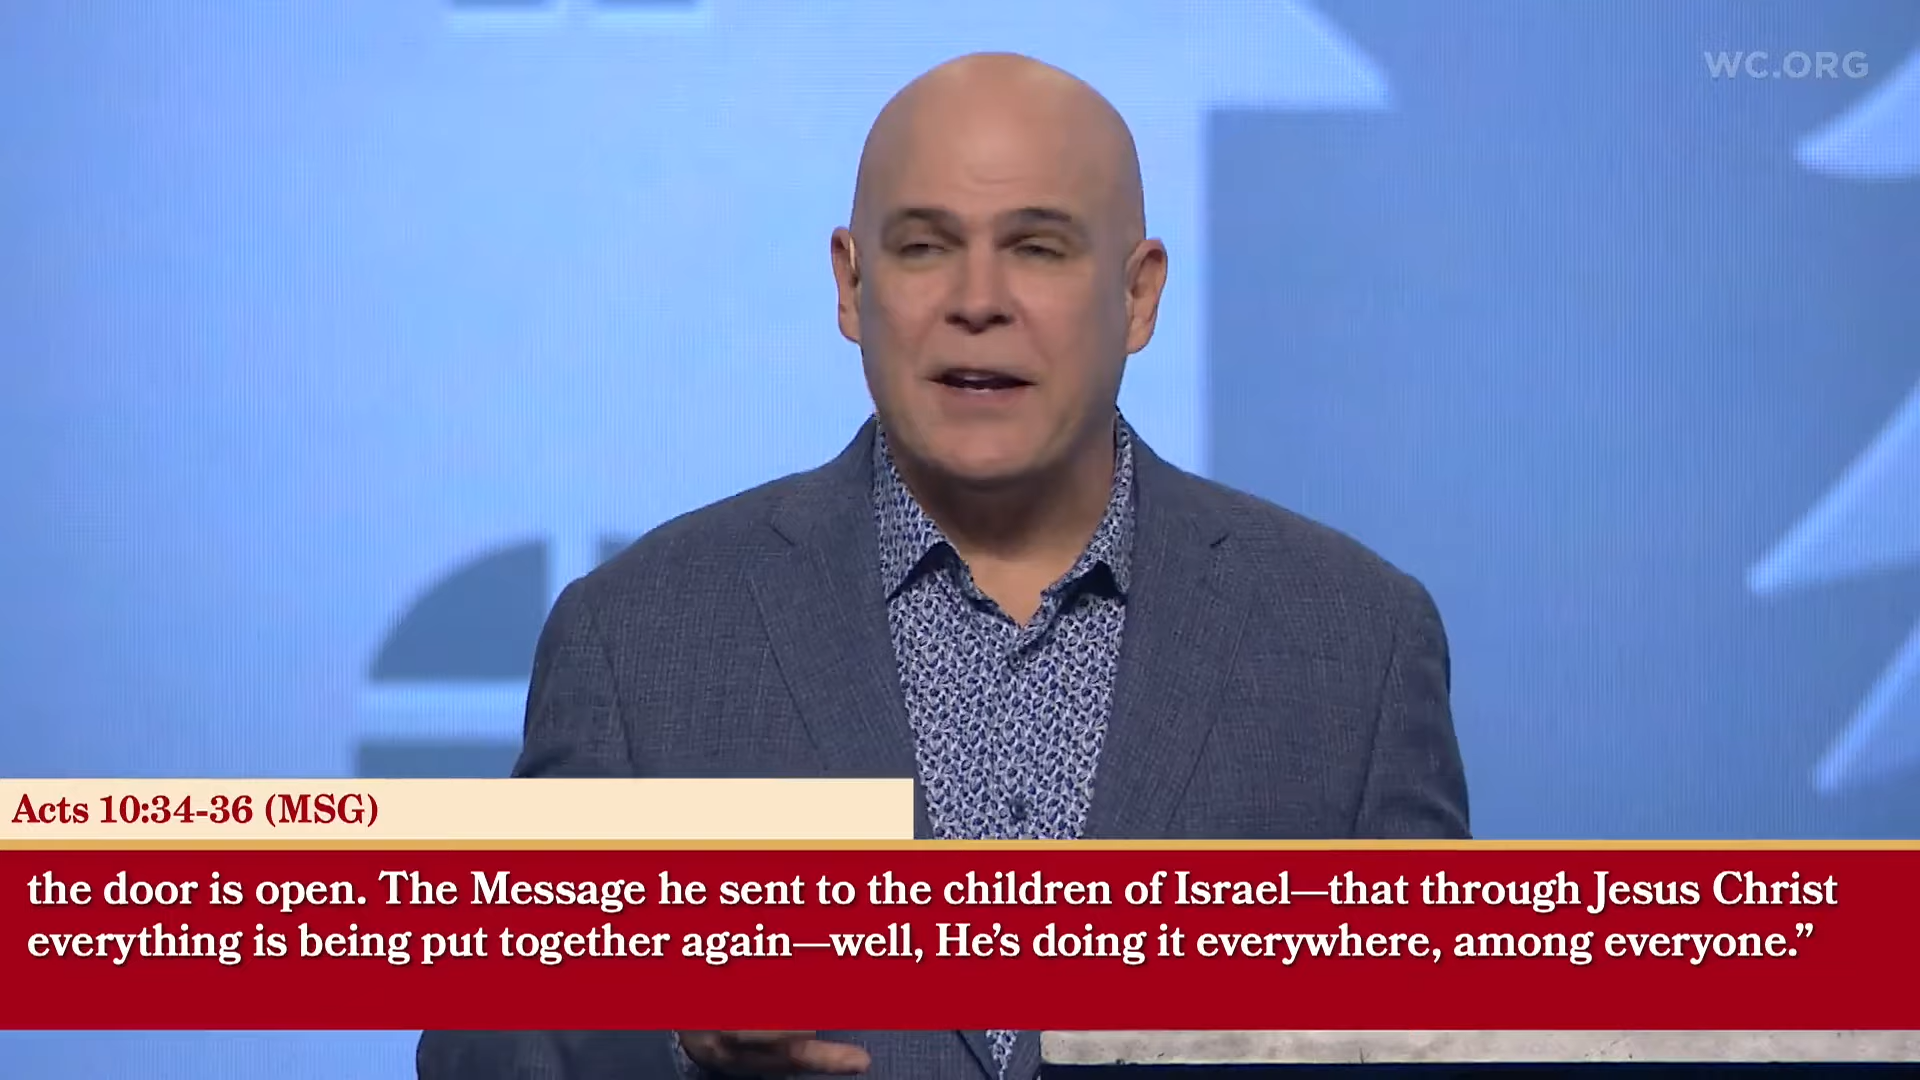 WC.ORG
Acts 10:34-36 (MSG)
the door is open. The Message he sent to the children of Israel—that through Jesus Christ
everything is being put together again—well, He’s doing it everywhere, among everyone.”